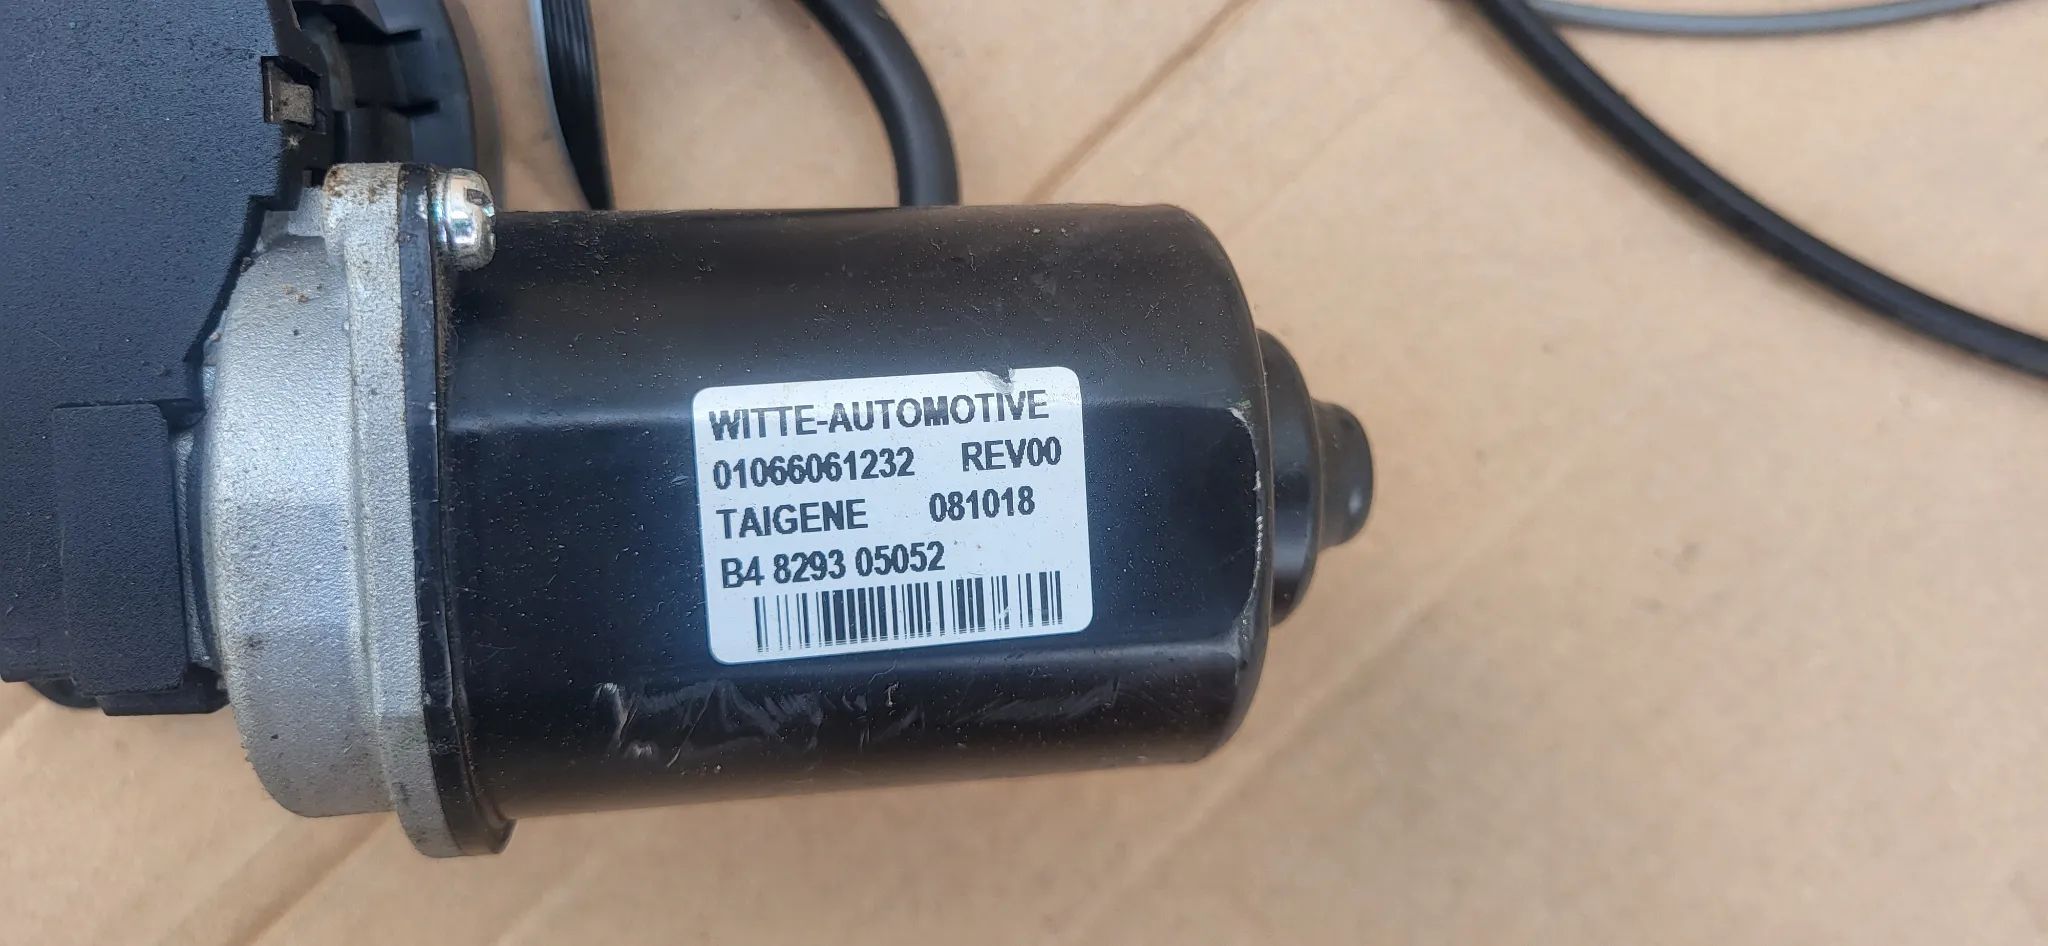 WITTE-AUTOMOTIVE
01066061232 REV00
TAIGENE 081018
B4 8293 05052